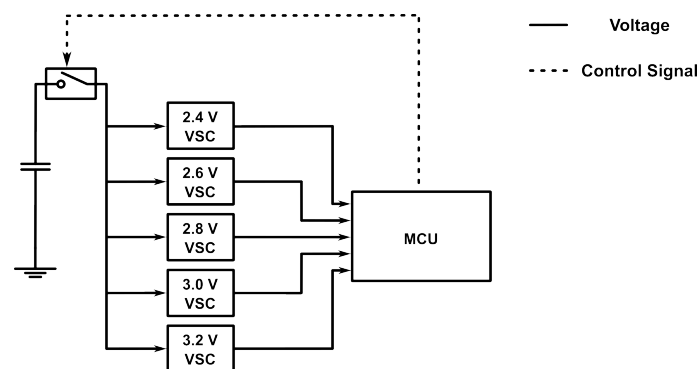 Voltage
Control Signal
2.4 V
VSC
2.6 V
VSC
2.8 V
VSC
MCU
3.0 V
VSC
3.2 V
VSC